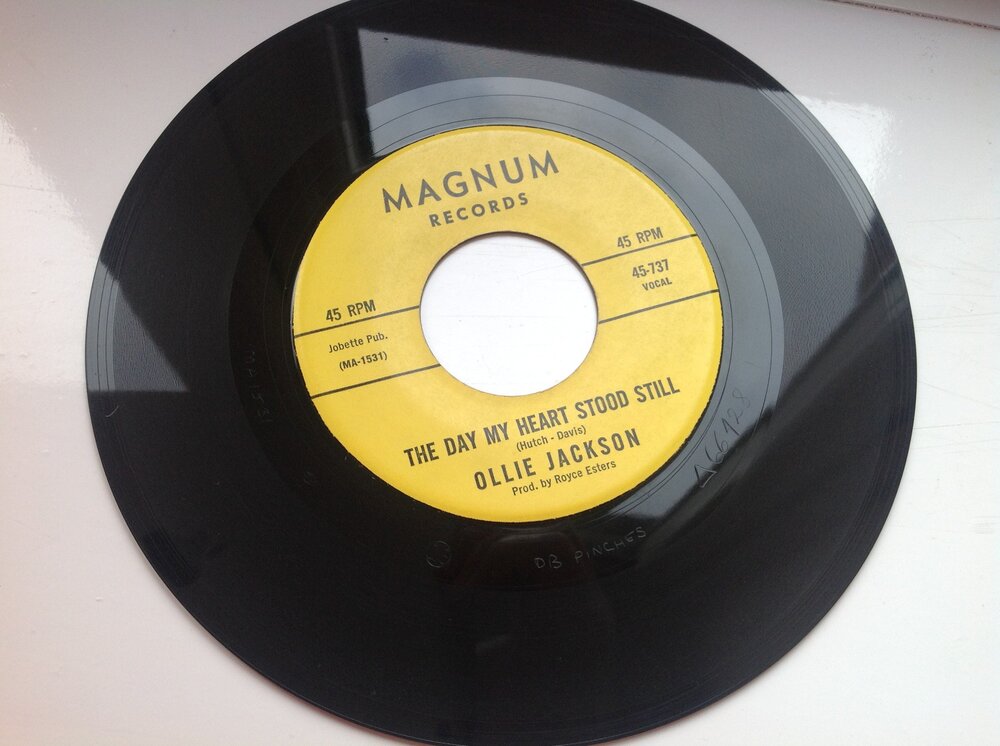 MAGNUM
RECORDS
45 RPM
45-737
VOCAL
45 RPM
Jobette Pub.
(MA-1531)
THE DAY MY HEART STOOD STILL
(Hutch - Davis)
OLLIE JACKSON
Prod. by Royce Esters
DB PINCHES